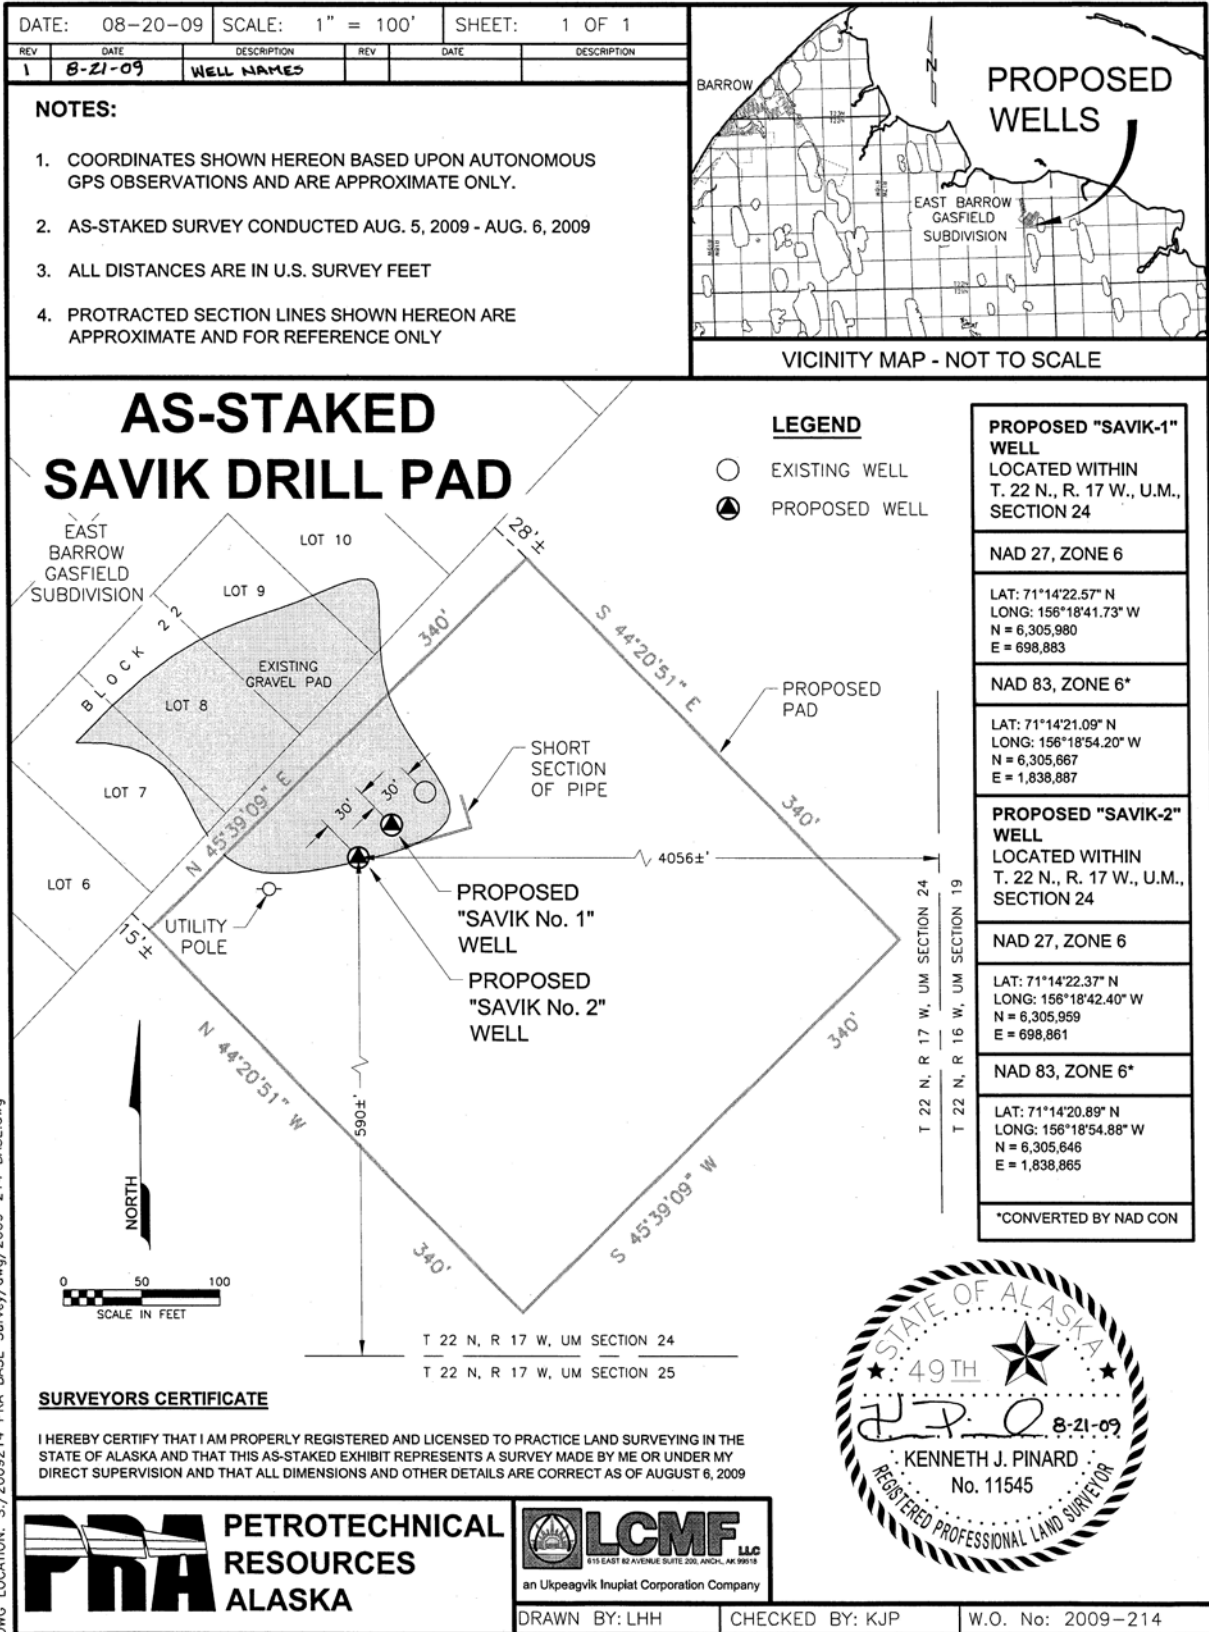 DATE: 08-20-09 SCALE: 1" = 100' SHEET: 1 OF 1
REV DATE DESCRIPTION REV DATE DESCRIPTION
1 8-21-09 WELL NAMES
NOTES:
1. COORDINATES SHOWN HEREON BASED UPON AUTONOMOUS
GPS OBSERVATIONS AND ARE APPROXIMATE ONLY.
2. AS-STAKED SURVEY CONDUCTED AUG. 5, 2009 - AUG. 6, 2009
3. ALL DISTANCES ARE IN U.S. SURVEY FEET
4. PROTRACTED SECTION LINES SHOWN HEREON ARE
APPROXIMATE AND FOR REFERENCE ONLY
BARROW
N
PROPOSED
WELLS
EAST BARROW
GASFIELD
SUBDIVISION
VICINITY MAP - NOT TO SCALE
AS-STAKED
SAVIK DRILL PAD
LEGEND
EXISTING WELL
PROPOSED WELL
EAST
BARROW
GASFIELD
SUBDIVISION
BLOCK 22
LOT 10
LOT 9
LOT 8
LOT 7
LOT 6
EXISTING
GRAVEL PAD
28'±
340'
S 44°20'51" E
PROPOSED
PAD
SHORT
SECTION
OF PIPE
30'
30'
N 45°39'09" E
340'
4056±'
UTILITY
POLE
15'±
PROPOSED
"SAVIK No. 1"
WELL
PROPOSED
"SAVIK No. 2"
WELL
N 44°20'51" W
590±'
340'
340'
S 45°39'09" W
T 22 N, R 17 W, UM SECTION 24
T 22 N, R 16 W, UM SECTION 19
NORTH
0 50 100
SCALE IN FEET
T 22 N, R 17 W, UM SECTION 24
T 22 N, R 17 W, UM SECTION 25
PROPOSED "SAVIK-1"
WELL
LOCATED WITHIN
T. 22 N., R. 17 W., U.M.,
SECTION 24
NAD 27, ZONE 6
LAT: 71°14'22.57" N
LONG: 156°18'41.73" W
N = 6,305,980
E = 698,883
NAD 83, ZONE 6*
LAT: 71°14'21.09" N
LONG: 156°18'54.20" W
N = 6,305,667
E = 1,838,887
PROPOSED "SAVIK-2"
WELL
LOCATED WITHIN
T. 22 N., R. 17 W., U.M.,
SECTION 24
NAD 27, ZONE 6
LAT: 71°14'22.37" N
LONG: 156°18'42.40" W
N = 6,305,959
E = 698,861
NAD 83, ZONE 6*
LAT: 71°14'20.89" N
LONG: 156°18'54.88" W
N = 6,305,646
E = 1,838,865
*CONVERTED BY NAD CON
SURVEYORS CERTIFICATE
I HEREBY CERTIFY THAT I AM PROPERLY REGISTERED AND LICENSED TO PRACTICE LAND SURVEYING IN THE
STATE OF ALASKA AND THAT THIS AS-STAKED EXHIBIT REPRESENTS A SURVEY MADE BY ME OR UNDER MY
DIRECT SUPERVISION AND THAT ALL DIMENSIONS AND OTHER DETAILS ARE CORRECT AS OF AUGUST 6, 2009
STATE OF ALASKA
49TH
8-21-09
KENNETH J. PINARD
No. 11545
REGISTERED PROFESSIONAL LAND SURVEYOR
PRA
PETROTECHNICAL
RESOURCES
ALASKA
LCMF LLC
615 EAST 82 AVENUE SUITE 200, ANCH., AK 99518
an Ukpeagvik Inupiat Corporation Company
DRAWN BY: LHH CHECKED BY: KJP W.O. No: 2009-214